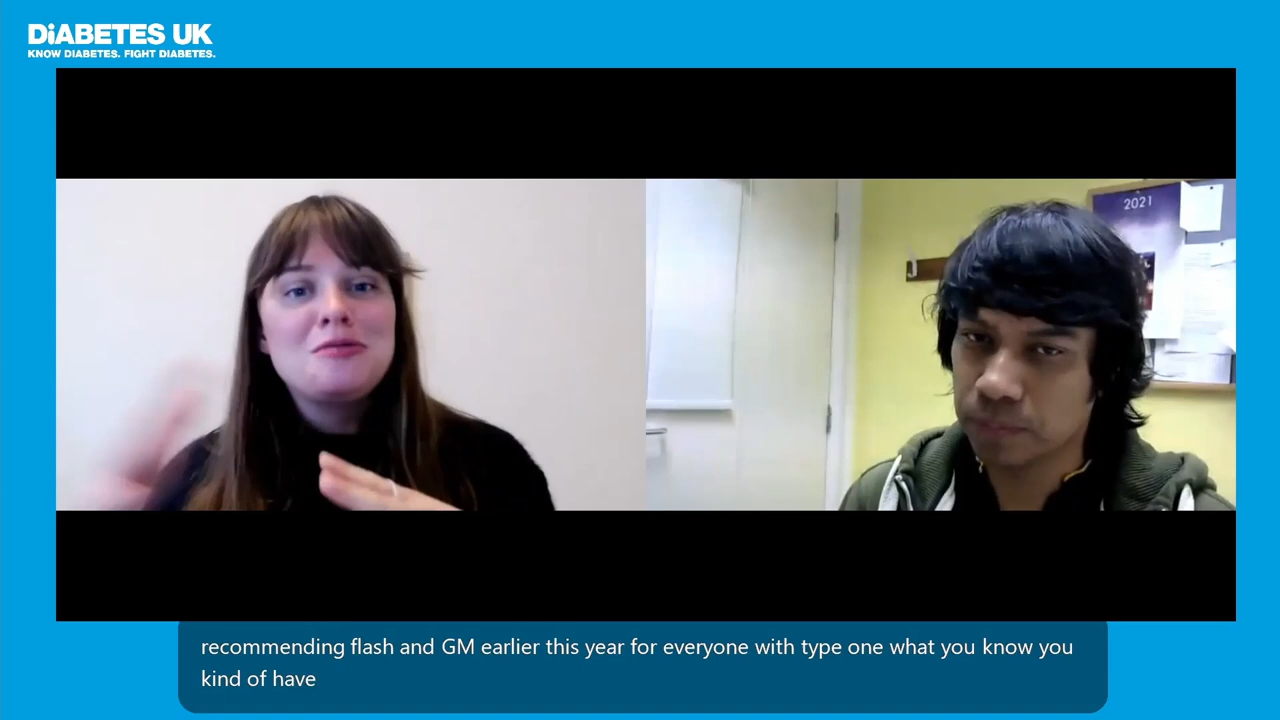 DiABETES UK
KNOW DIABETES. FIGHT DIABETES.
2021
recommending flash and GM earlier this year for everyone with type one what you know you
kind of have